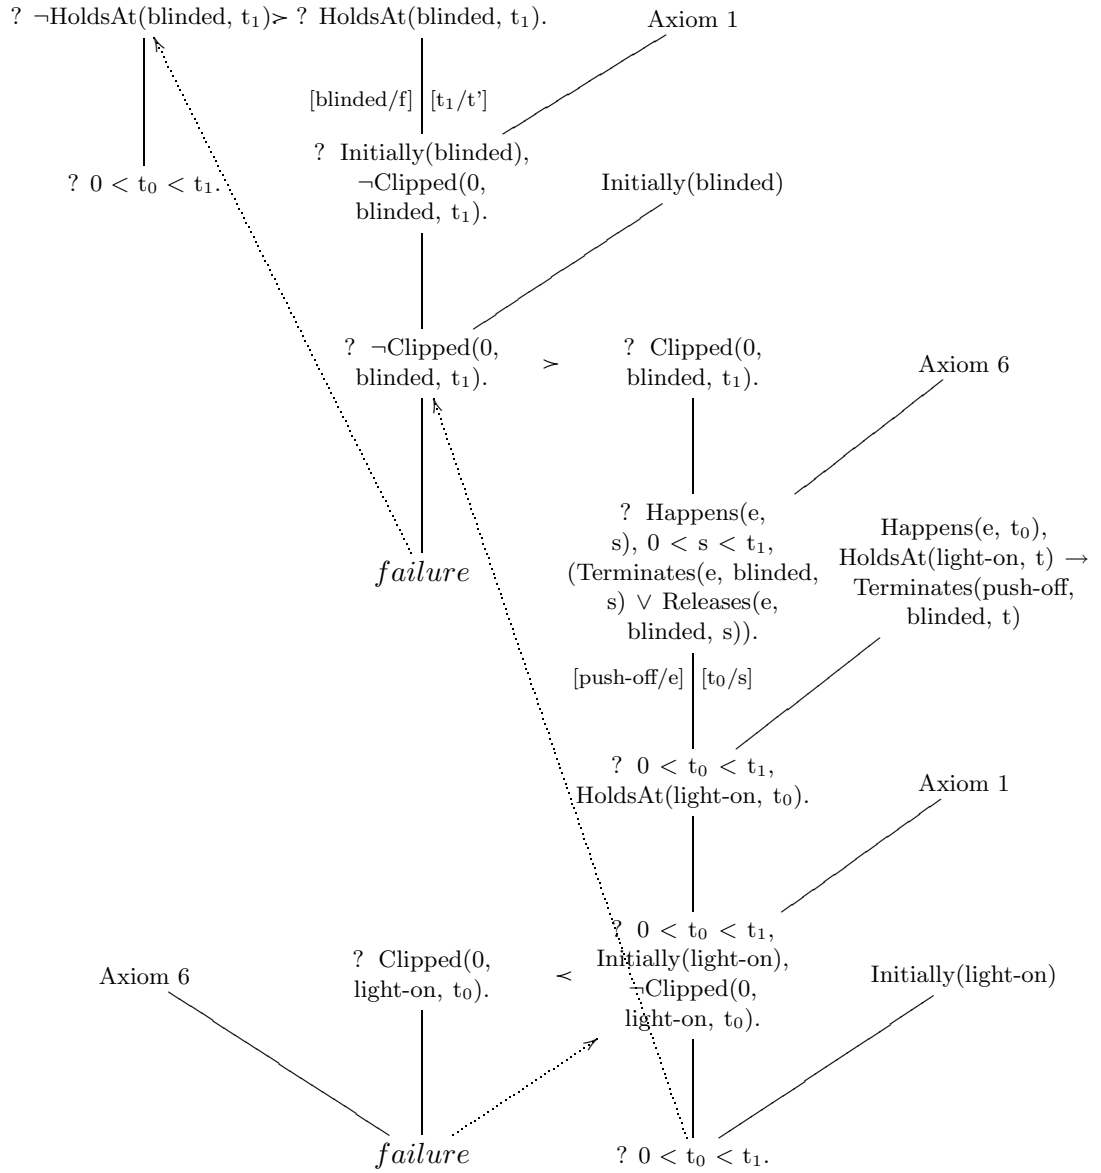 ? ¬HoldsAt(blinded, t₁) ≻ ? HoldsAt(blinded, t₁).
Axiom 1
[blinded/f] [t₁/t’]
? Initially(blinded),
¬Clipped(0,
blinded, t₁).
? 0 < t₀ < t₁.
Initially(blinded)
? ¬Clipped(0,
blinded, t₁).
≻
? Clipped(0,
blinded, t₁).
Axiom 6
failure
? Happens(e,
s), 0 < s < t₁,
(Terminates(e, blinded,
s) ∨ Releases(e,
blinded, s)).
Happens(e, t₀),
HoldsAt(light-on, t) →
Terminates(push-off,
blinded, t)
[push-off/e] [t₀/s]
? 0 < t₀ < t₁,
HoldsAt(light-on, t₀).
Axiom 1
Axiom 6
? Clipped(0,
light-on, t₀).
≺
? 0 < t₀ < t₁,
Initially(light-on),
¬Clipped(0,
light-on, t₀).
Initially(light-on)
failure
? 0 < t₀ < t₁.